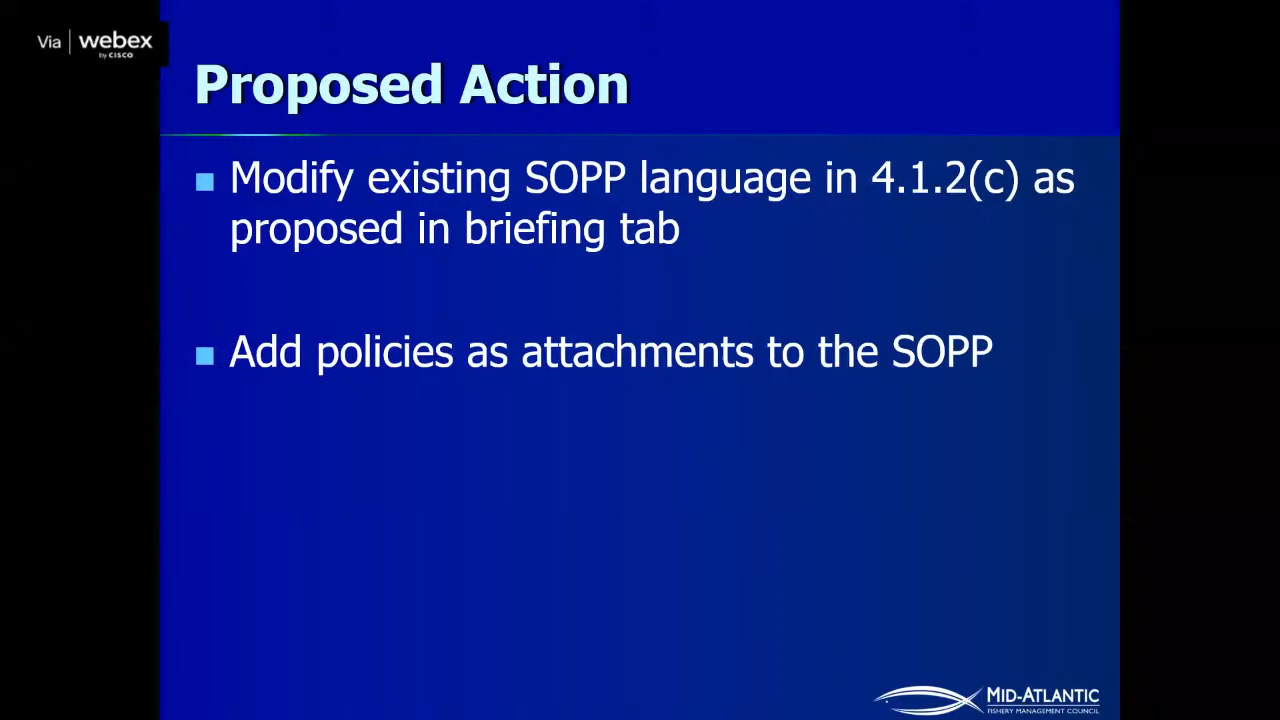 Via | webex
by CISCO
Proposed Action
Modify existing SOPP language in 4.1.2(c) as
proposed in briefing tab
Add policies as attachments to the SOPP
MID-ATLANTIC
FISHERY MANAGEMENT COUNCIL